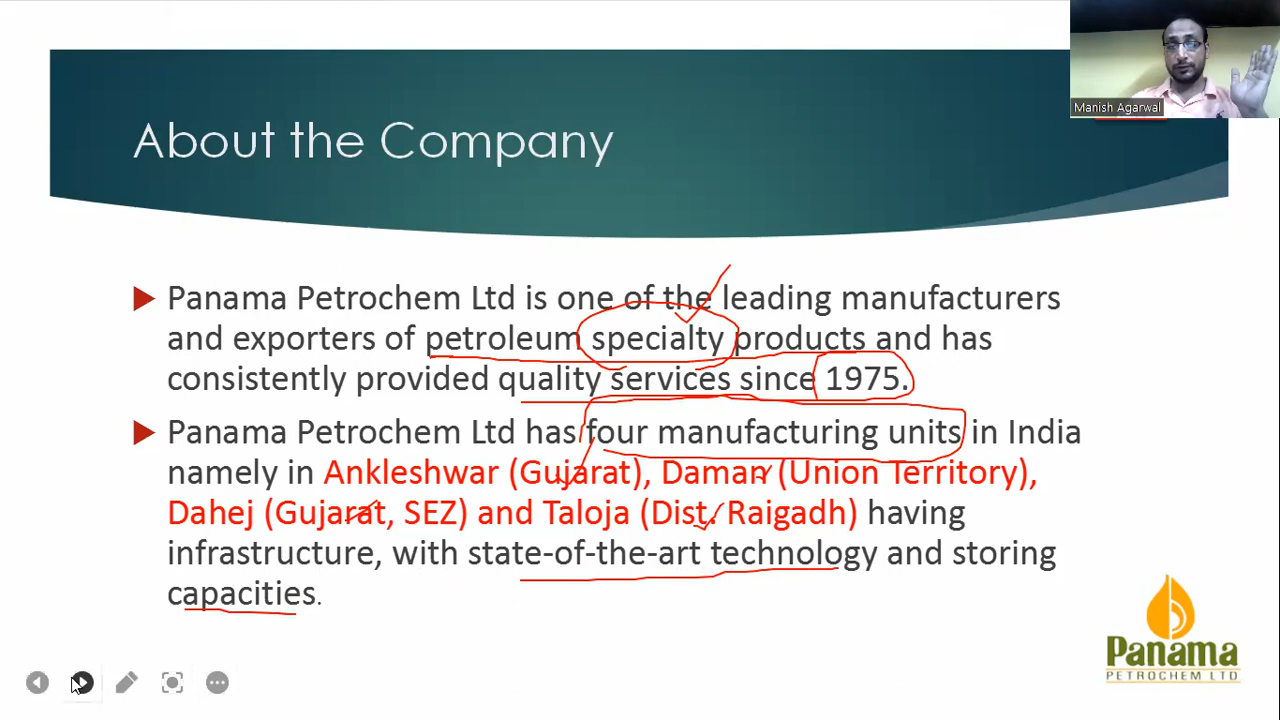 Manish Agarwal
About the Company
Panama Petrochem Ltd is one of the leading manufacturers
and exporters of petroleum specialty products and has
consistently provided quality services since 1975.
Panama Petrochem Ltd has four manufacturing units in India
namely in Ankleshwar (Gujarat), Daman (Union Territory),
Dahej (Gujarat, SEZ) and Taloja (Dist. Raigadh) having
infrastructure, with state-of-the-art technology and storing
capacities.
Panama
PETROCHEM LTD